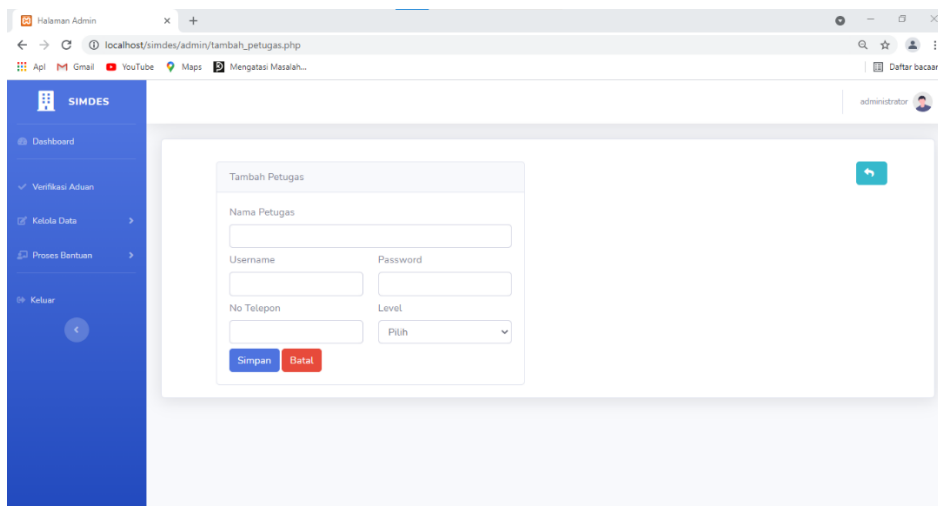 Halaman Admin
localhost/simdes/admin/tambah_petugas.php
Apl Gmail YouTube Maps Mengatasi Masalah... Daftar bacaan
SIMDES
administrator
Dashboard
Tambah Petugas
Verifikasi Aduan
Nama Petugas
Kelola Data
Proses Bantuan
Username Password
Keluar
No Telepon Level
Pilih
Simpan Batal